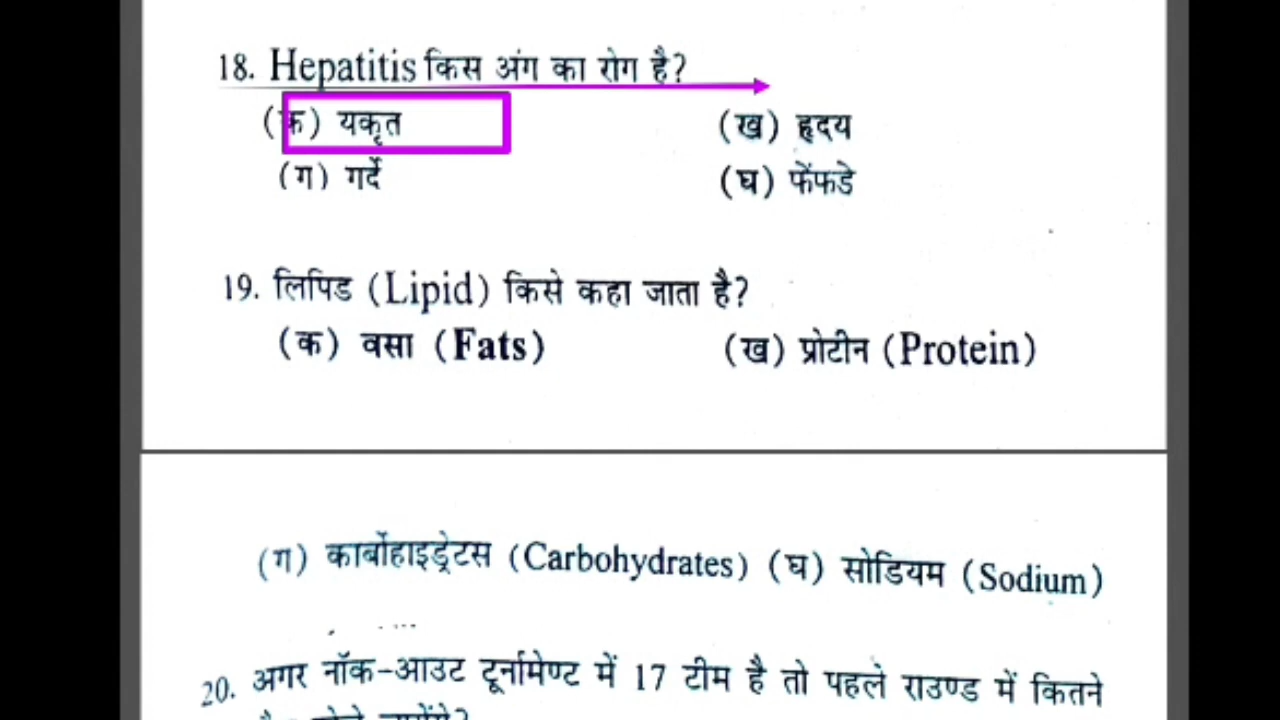 18. Hepatitis किस अंग का रोग है?
(क) यकृत (ख) हृदय
(ग) गर्दे (घ) फेंफडे
19. लिपिड (Lipid) किसे कहा जाता है?
(क) वसा (Fats) (ख) प्रोटीन (Protein)
(ग) कार्बोहाइड्रेटस (Carbohydrates) (घ) सोडियम (Sodium)
20. अगर नॉक-आउट टूर्नामेण्ट में 17 टीम है तो पहले राउण्ड में कितने